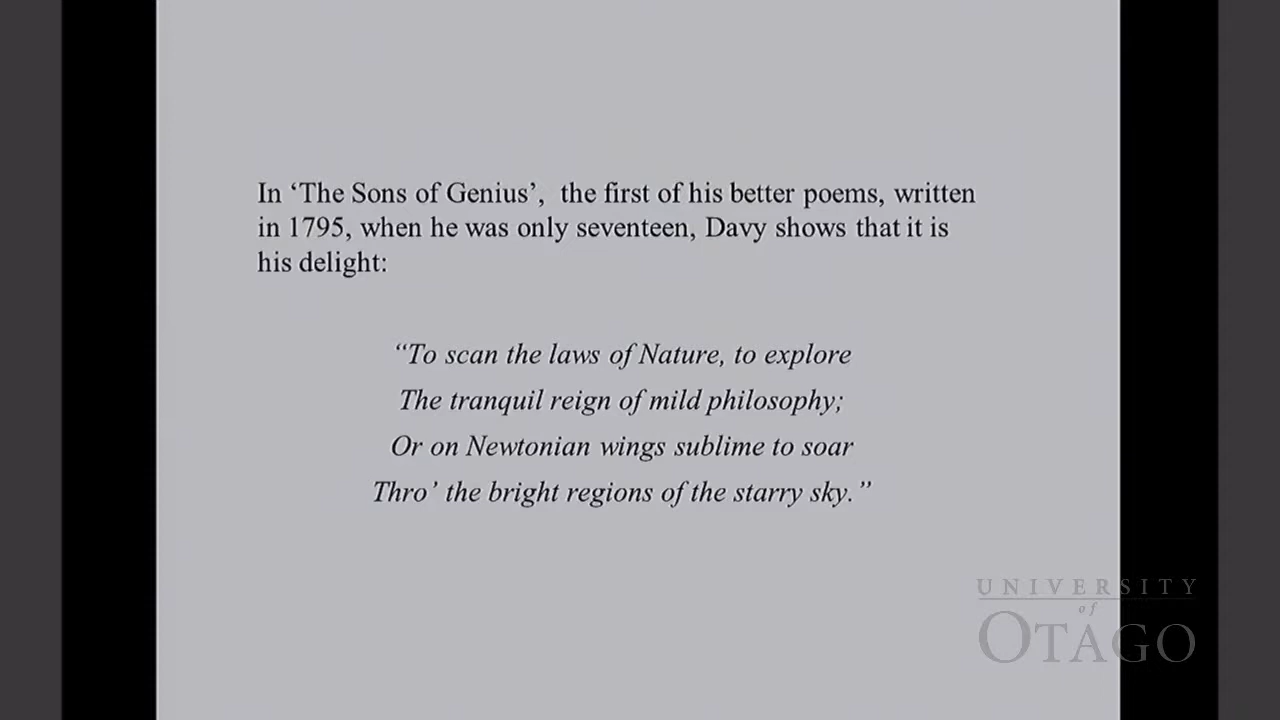 In ‘The Sons of Genius’, the first of his better poems, written
in 1795, when he was only seventeen, Davy shows that it is
his delight:
“To scan the laws of Nature, to explore
The tranquil reign of mild philosophy;
Or on Newtonian wings sublime to soar
Thro’ the bright regions of the starry sky.”
UNIVERSITY
of
OTAGO